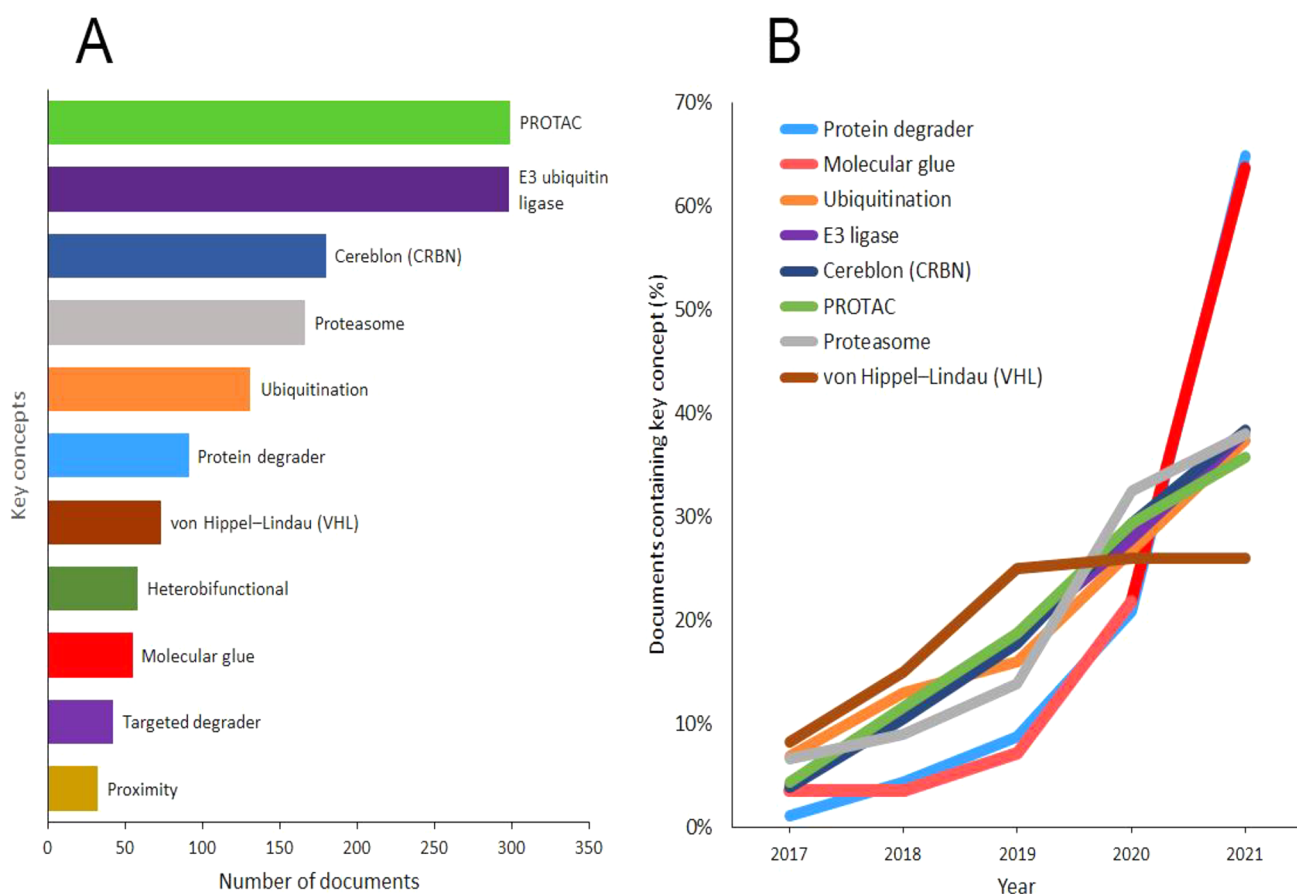 A
Key concepts
PROTAC
E3 ubiquitin
ligase
Cereblon (CRBN)
Proteasome
Ubiquitination
Protein degrader
von Hippel–Lindau (VHL)
Heterobifunctional
Molecular glue
Targeted degrader
Proximity
0 50 100 150 200 250 300 350
Number of documents
B
Documents containing key concept (%)
70%
60%
50%
40%
30%
20%
10%
0%
Protein degrader
Molecular glue
Ubiquitination
E3 ligase
Cereblon (CRBN)
PROTAC
Proteasome
von Hippel–Lindau (VHL)
2017 2018 2019 2020 2021
Year